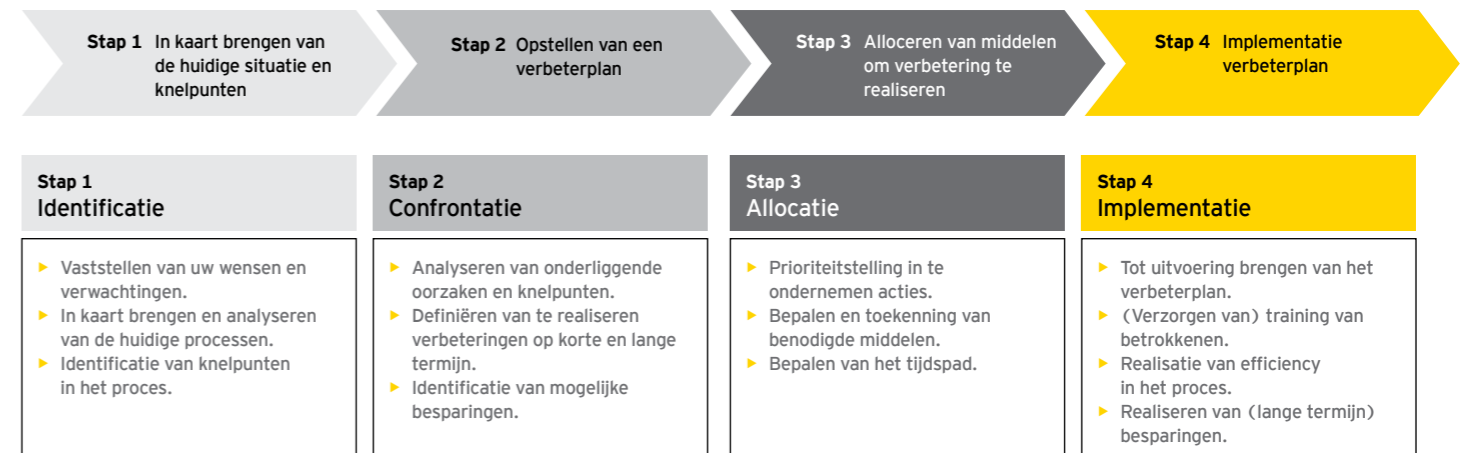 Stap 1 In kaart brengen van
de huidige situatie en
knelpunten
Stap 2 Opstellen van een
verbeterplan
Stap 3 Alloceren van middelen
om verbetering te
realiseren
Stap 4 Implementatie
verbeterplan
Stap 1
Identificatie
Vaststellen van uw wensen en
verwachtingen.
In kaart brengen en analyseren
van de huidige processen.
Identificatie van knelpunten
in het proces.
Stap 2
Confrontatie
Analyseren van onderliggende
oorzaken en knelpunten.
Definiëren van te realiseren
verbeteringen op korte en lange
termijn.
Identificatie van mogelijke
besparingen.
Stap 3
Allocatie
Prioriteitstelling in te
ondernemen acties.
Bepalen en toekenning van
benodigde middelen.
Bepalen van het tijdspad.
Stap 4
Implementatie
Tot uitvoering brengen van het
verbeterplan.
(Verzorgen van) training van
betrokkenen.
Realisatie van efficiency
in het proces.
Realiseren van (lange termijn)
besparingen.